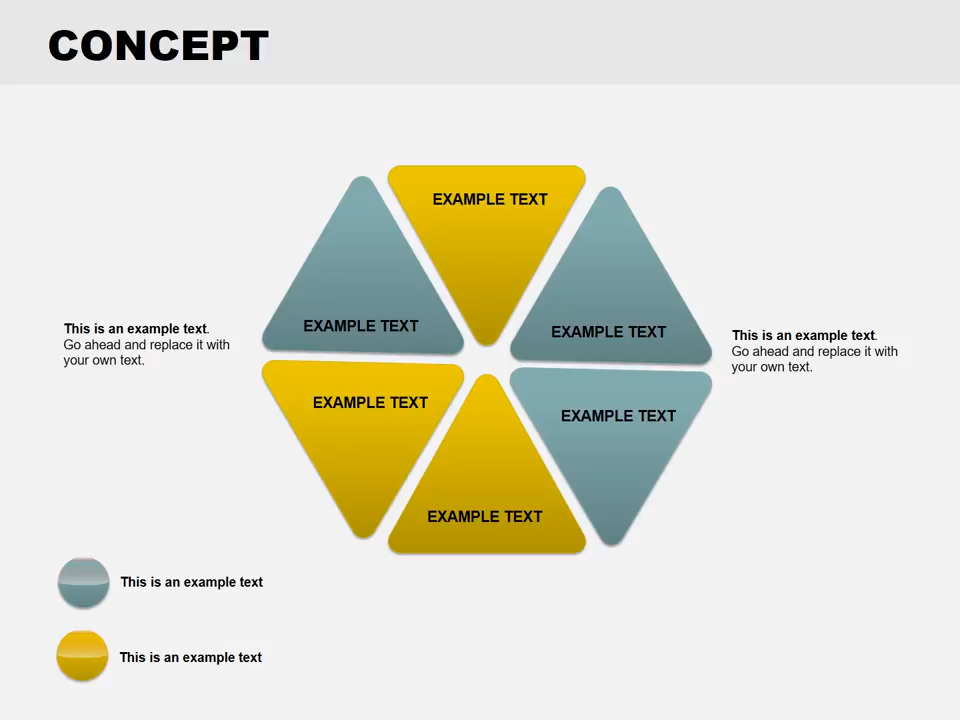 CONCEPT
EXAMPLE TEXT
EXAMPLE TEXT
EXAMPLE TEXT
This is an example text.
Go ahead and replace it with
your own text.
This is an example text.
Go ahead and replace it with
your own text.
EXAMPLE TEXT
EXAMPLE TEXT
EXAMPLE TEXT
This is an example text
This is an example text